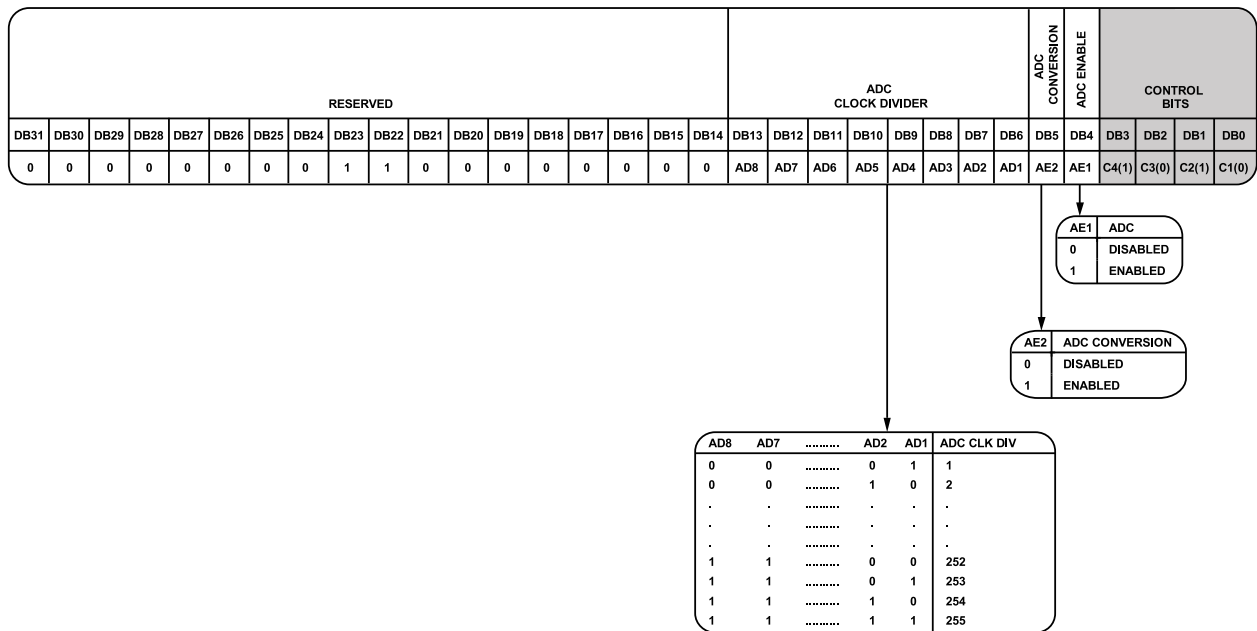 RESERVED
ADC
CLOCK DIVIDER
ADC
CONVERSION
ADC ENABLE
CONTROL
BITS
DB31 DB30 DB29 DB28 DB27 DB26 DB25 DB24 DB23 DB22 DB21 DB20 DB19 DB18 DB17 DB16 DB15 DB14 DB13 DB12 DB11 DB10 DB9 DB8 DB7 DB6 DB5 DB4 DB3 DB2 DB1 DB0
0 0 0 0 0 0 0 0 1 1 0 0 0 0 0 0 0 0 AD8 AD7 AD6 AD5 AD4 AD3 AD2 AD1 AE2 AE1 C4(1) C3(0) C2(1) C1(0)
AE1 ADC
0 DISABLED
1 ENABLED
AE2 ADC CONVERSION
0 DISABLED
1 ENABLED
AD8 AD7 .......... AD2 AD1 ADC CLK DIV
0 0 .......... 0 1 1
0 0 .......... 1 0 2
. . .......... . . .
. . .......... . . .
. . .......... . . .
1 1 .......... 0 0 252
1 1 .......... 0 1 253
1 1 .......... 1 0 254
1 1 .......... 1 1 255